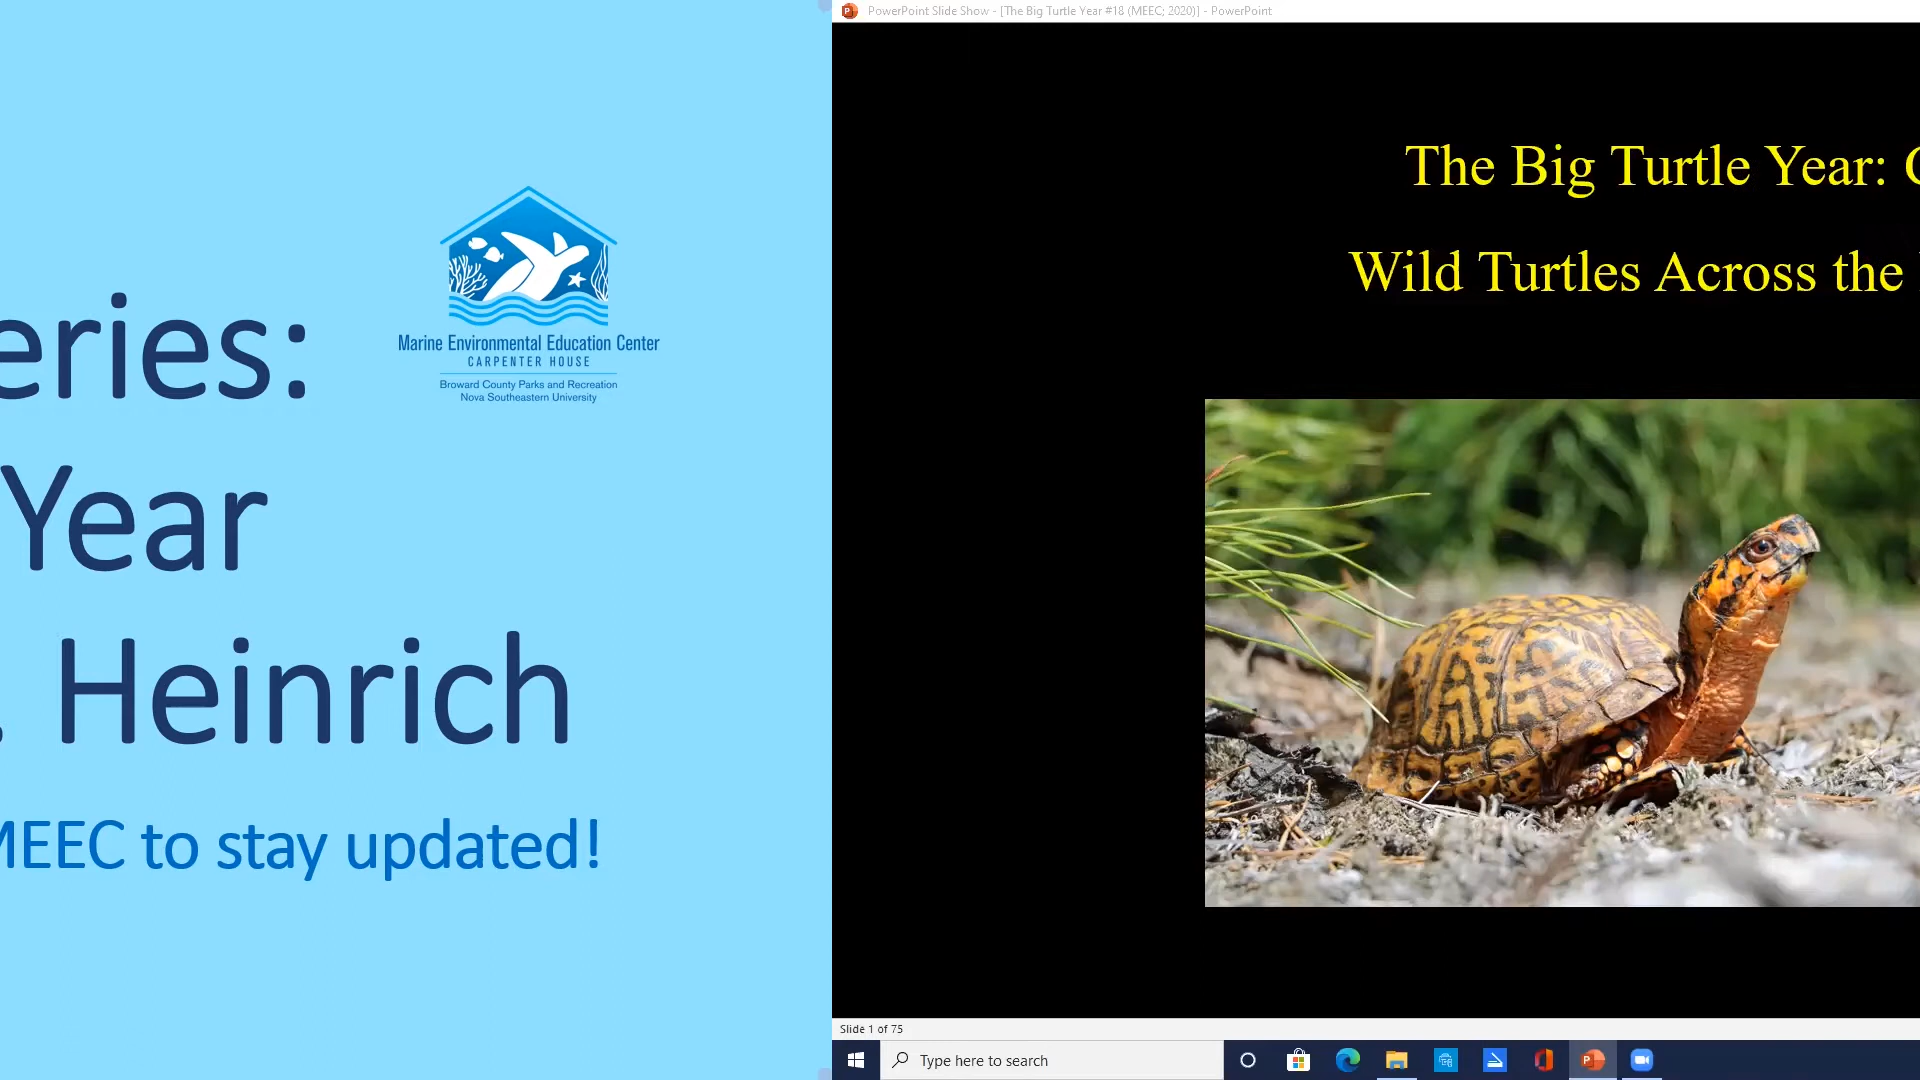 eries:
Year
. Heinrich
MEEC to stay updated!
Marine Environmental Education Center
CARPENTER HOUSE
Broward County Parks and Recreation
Nova Southeastern University
PowerPoint Slide Show - [The Big Turtle Year #18 (MEEC; 2020)] - PowerPoint
The Big Turtle Year:
Wild Turtles Across the
Slide 1 of 75
Type here to search